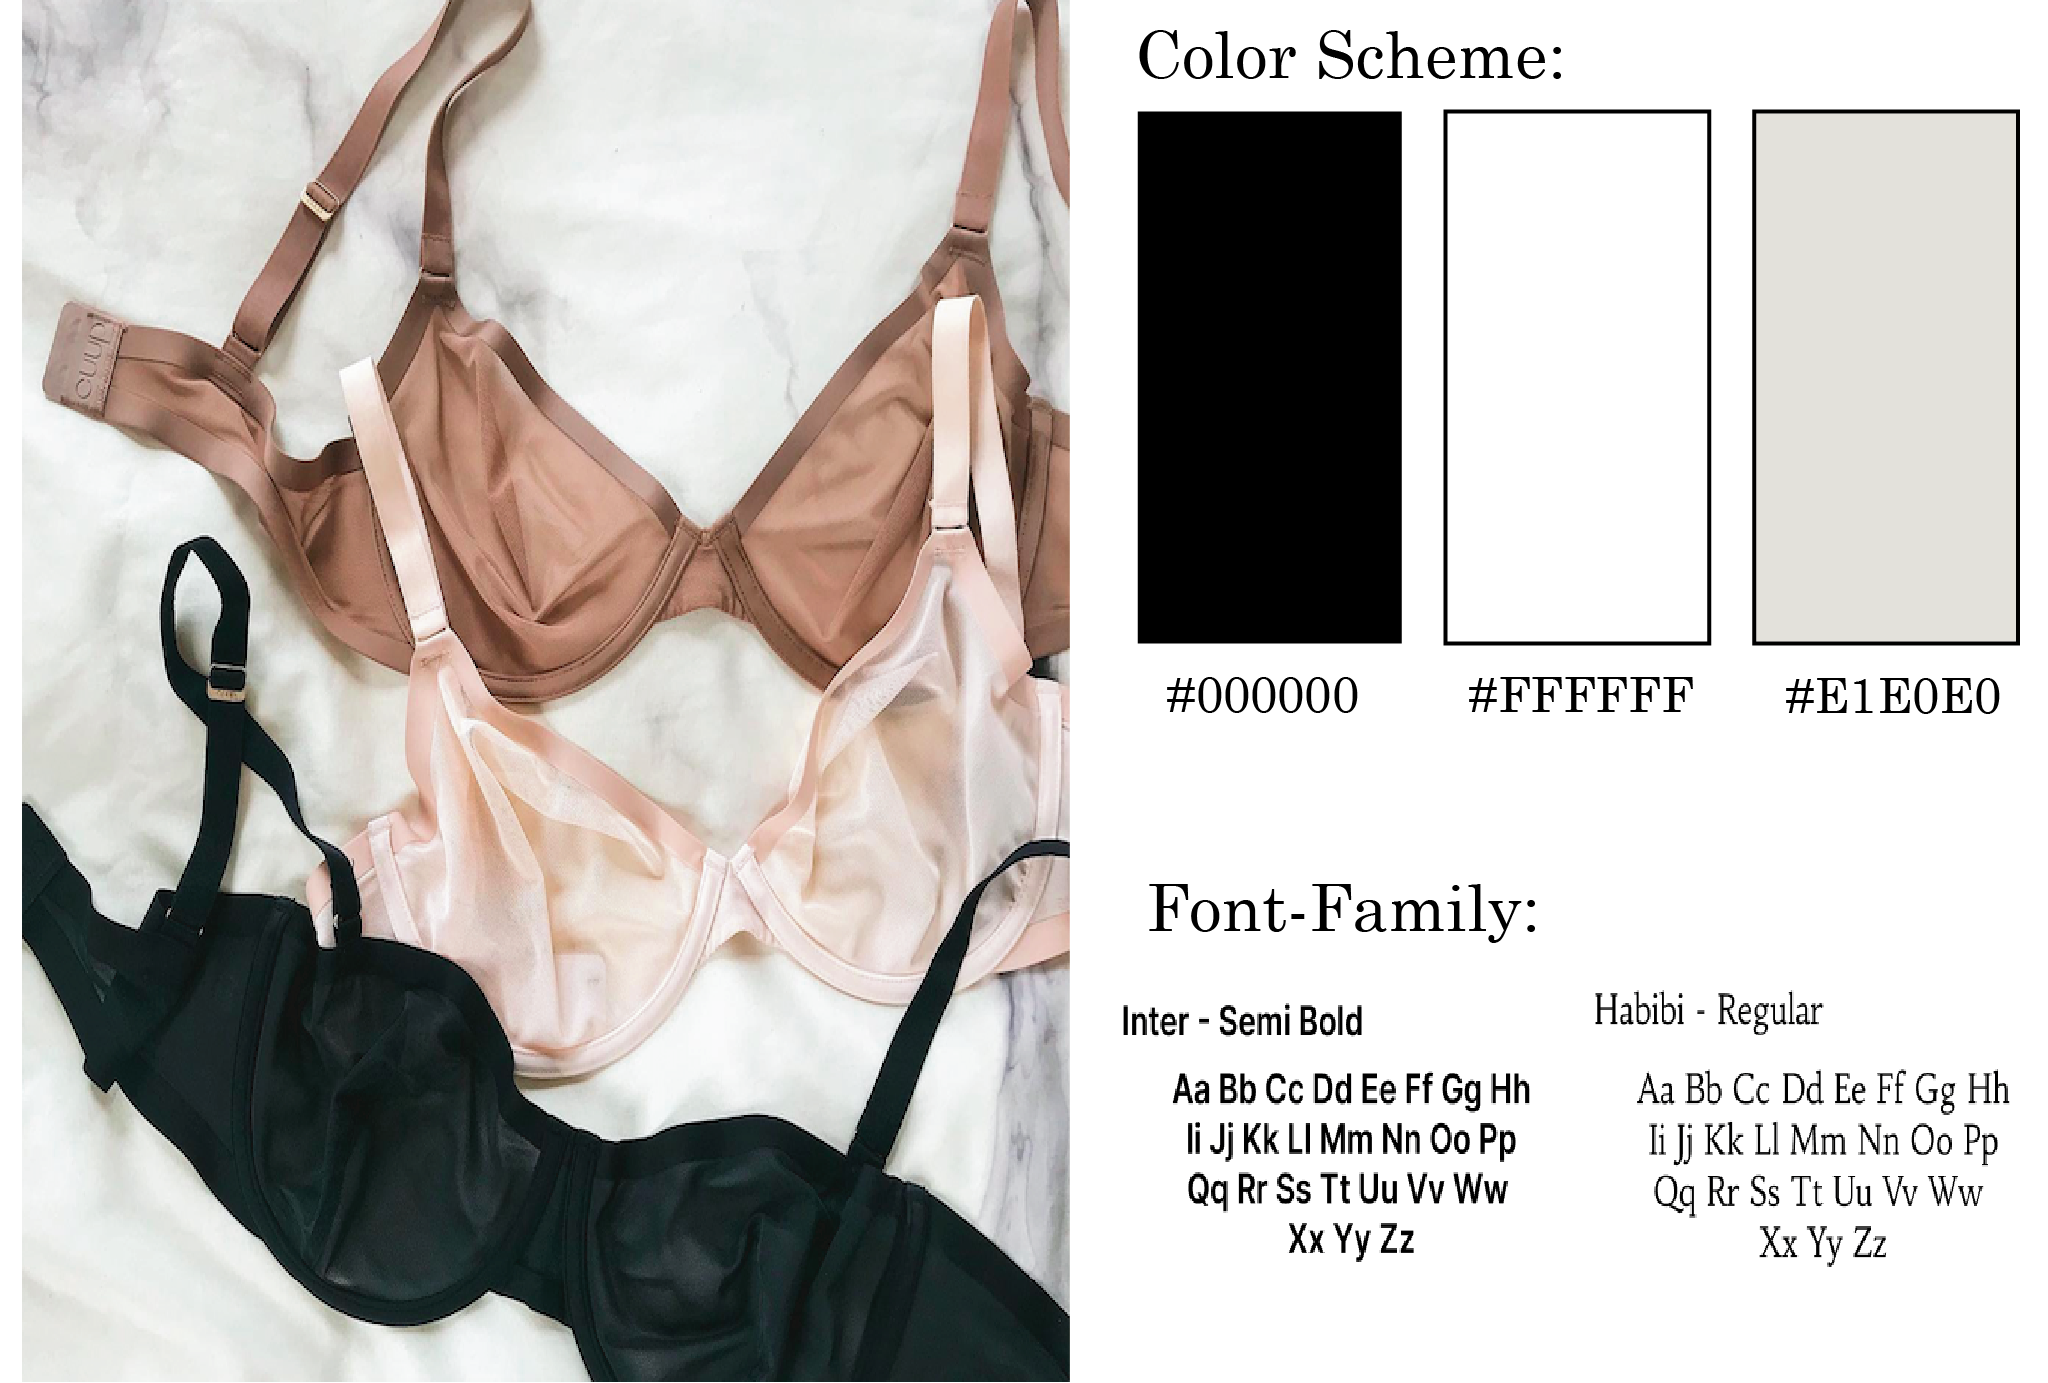 cuup
Color Scheme:
#000000
#FFFFFF
#E1E0E0
Font-Family:
Inter - Semi Bold
Aa Bb Cc Dd Ee Ff Gg Hh
Ii Jj Kk Ll Mm Nn Oo Pp
Qq Rr Ss Tt Uu Vv Ww
Xx Yy Zz
Habibi - Regular
Aa Bb Cc Dd Ee Ff Gg Hh
Ii Jj Kk Ll Mm Nn Oo Pp
Qq Rr Ss Tt Uu Vv Ww
Xx Yy Zz